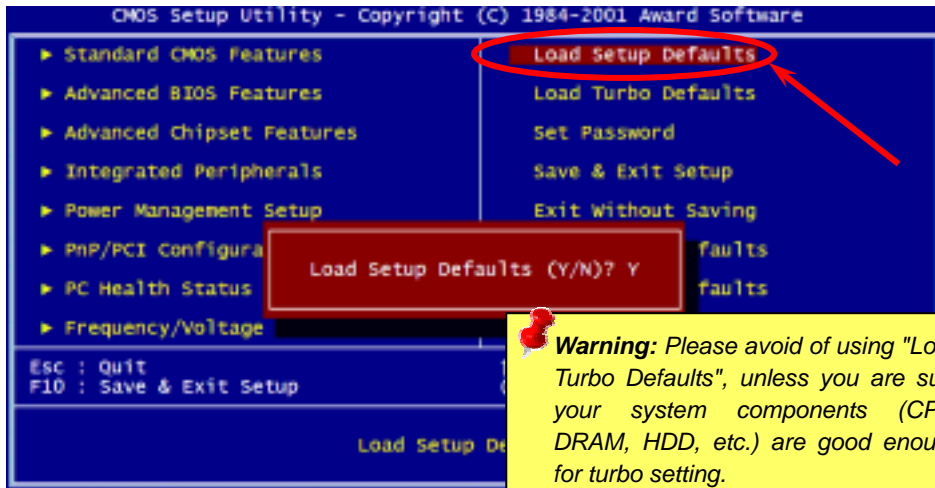 CMOS Setup Utility - Copyright (C) 1984-2001 Award Software
▶ Standard CMOS Features
▶ Advanced BIOS Features
▶ Advanced Chipset Features
▶ Integrated Peripherals
▶ Power Management Setup
▶ PnP/PCI Configura
▶ PC Health Status
▶ Frequency/Voltage
Load Setup Defaults
Load Turbo Defaults
Set Password
Save & Exit Setup
Exit Without Saving
faults
faults
Load Setup Defaults (Y/N)? Y
Esc : Quit
F10 : Save & Exit Setup
Load Setup De
Warning: Please avoid of using "Lo
Turbo Defaults", unless you are su
your system components (CP
DRAM, HDD, etc.) are good enou
for turbo setting.